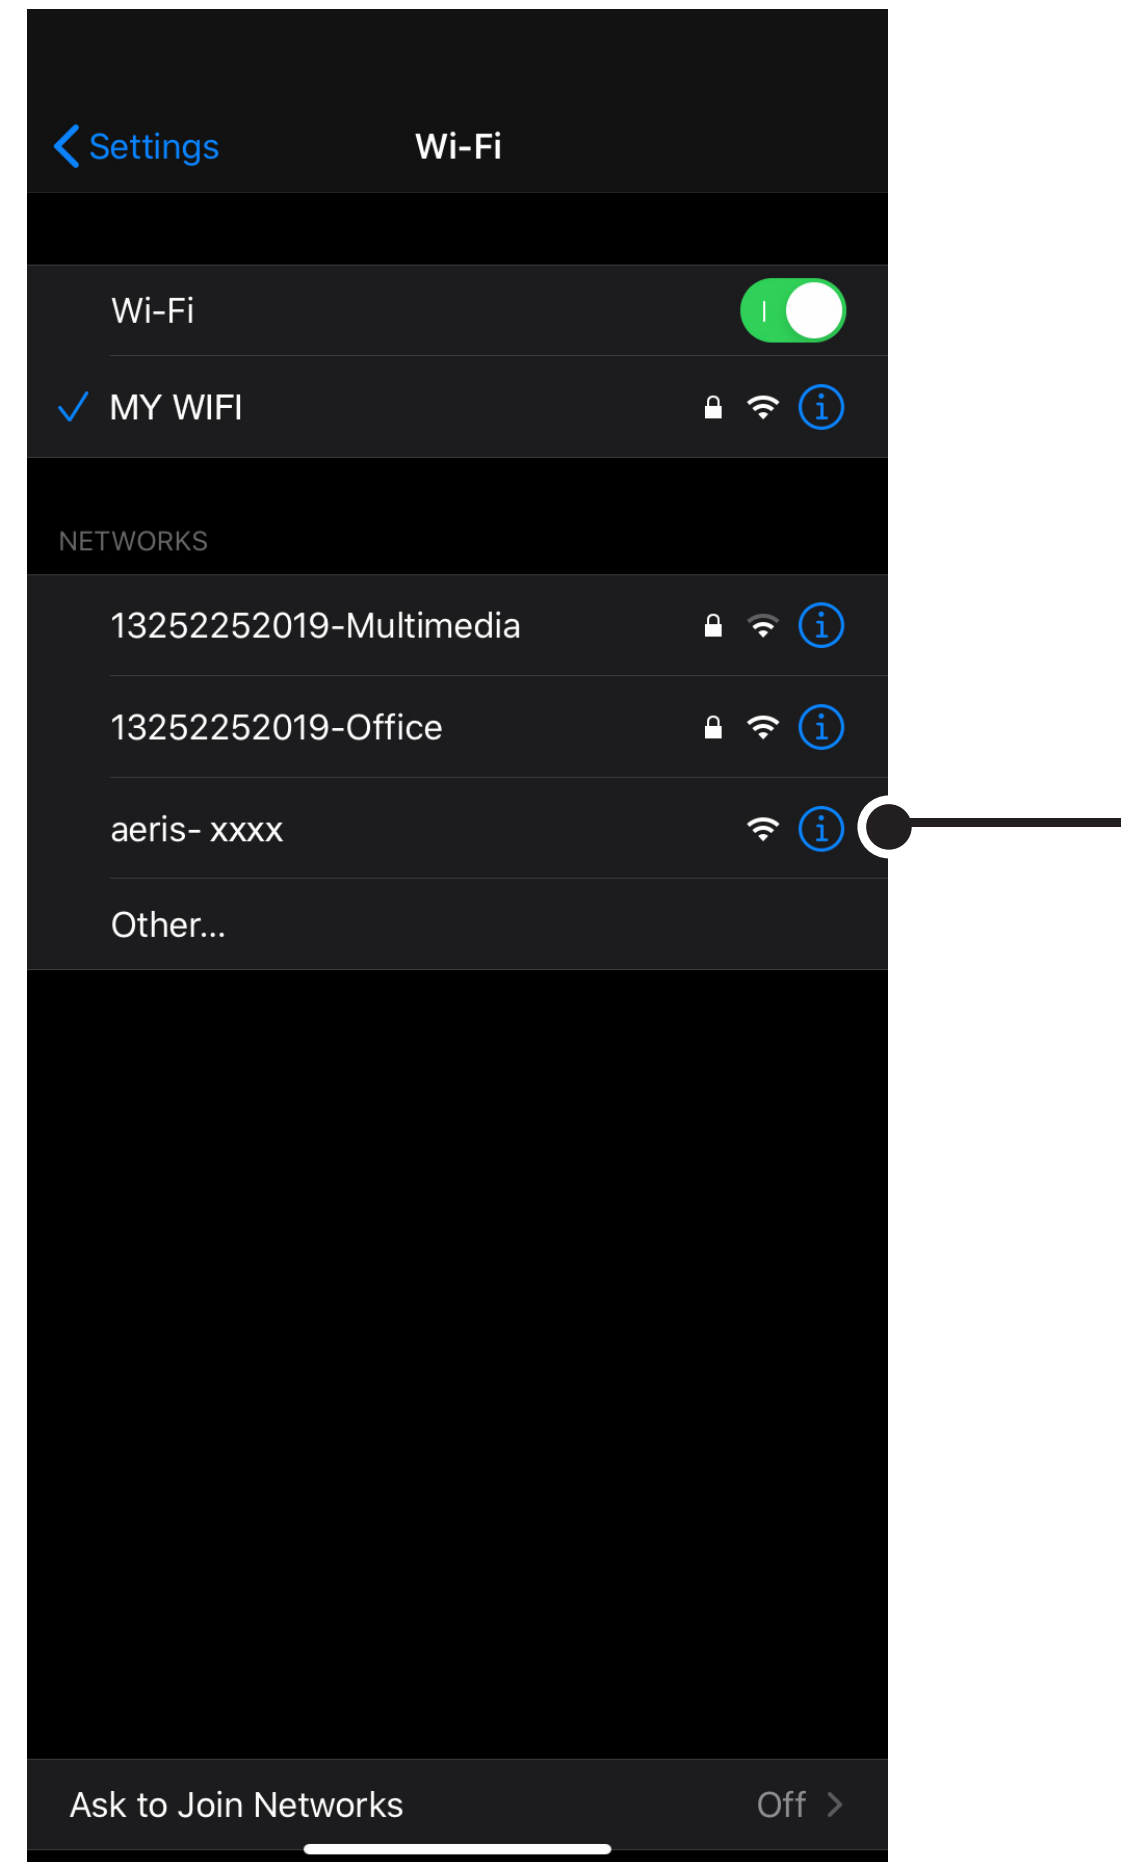 Settings
Wi-Fi
Wi-Fi
MY WIFI
NETWORKS
13252252019-Multimedia
13252252019-Office
aeris- xxxx
Other...
Ask to Join Networks Off